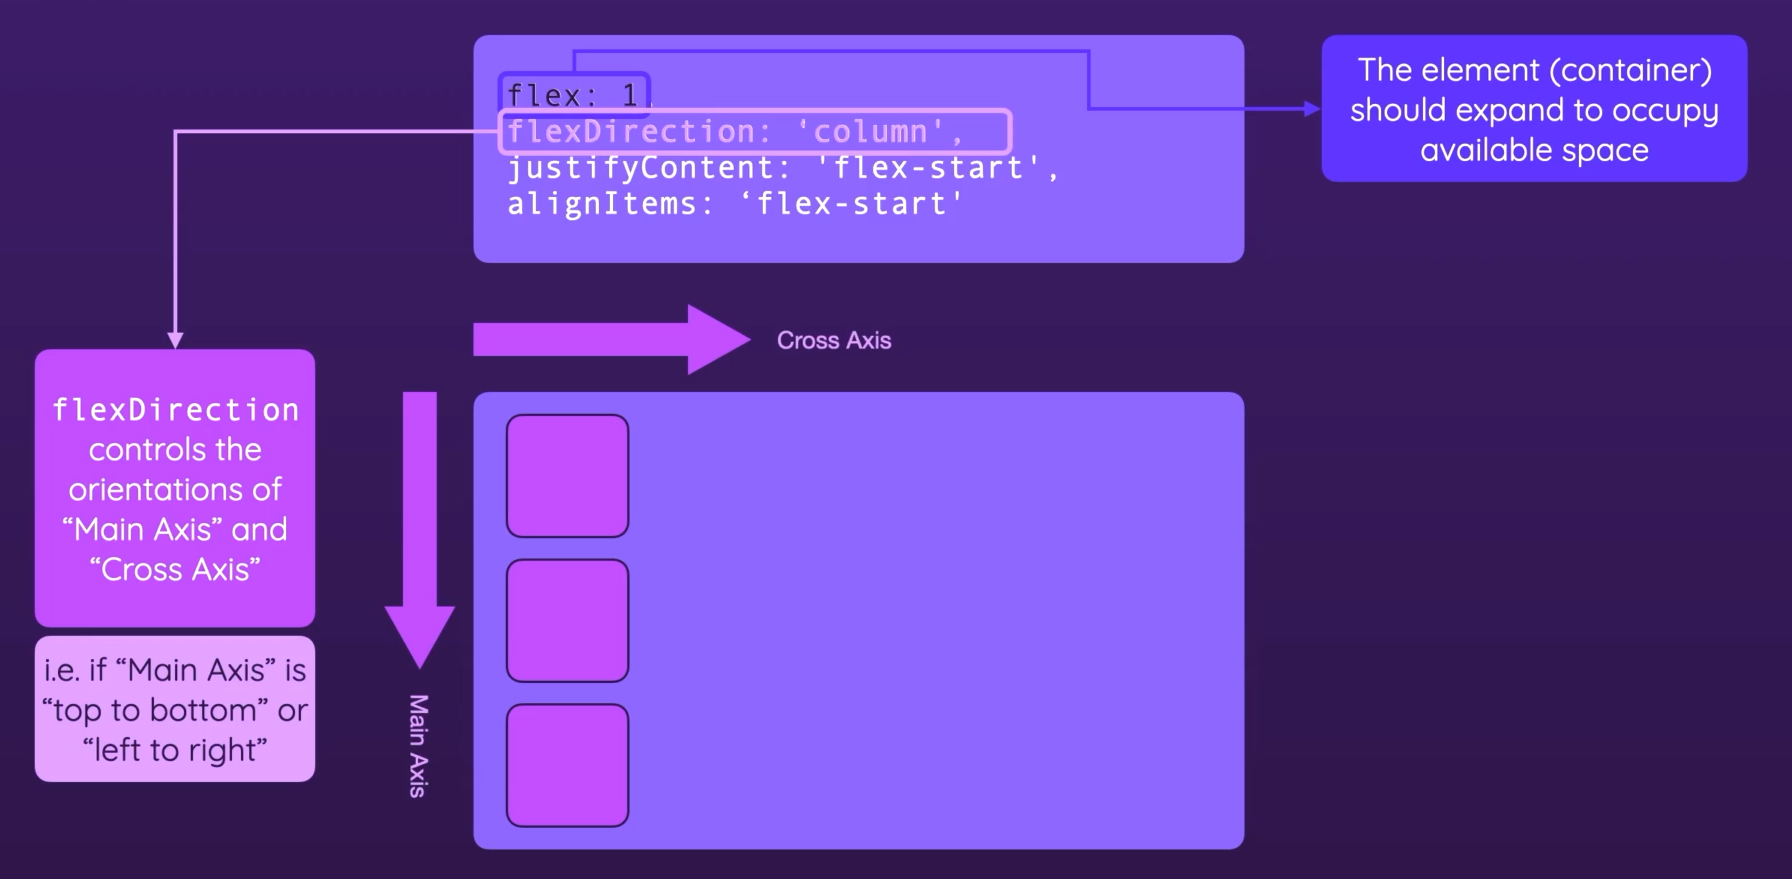 flex: 1,
flexDirection: ‘column',
justifyContent: 'flex-start',
alignItems: ‘flex-start'
The element (container)
should expand to occupy
available space
Cross Axis
flexDirection
controls the
orientations of
“Main Axis” and
“Cross Axis”
i.e. if “Main Axis” is
“top to bottom” or
“left to right”
Main Axis